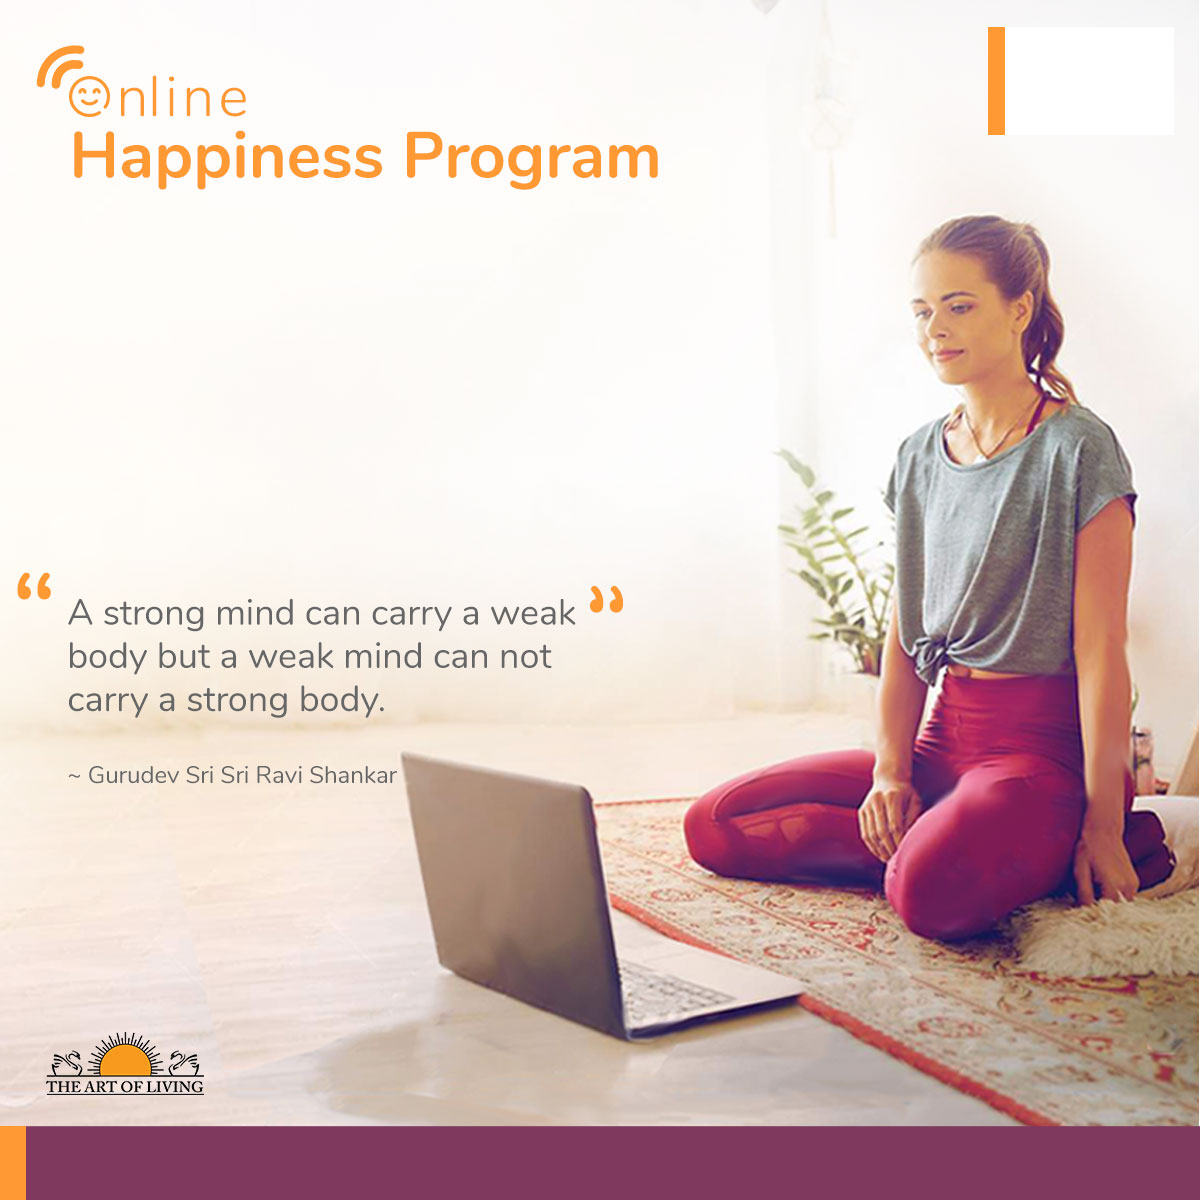 Online
Happiness Program
“ A strong mind can carry a weak ”
body but a weak mind can not
carry a strong body.
~ Gurudev Sri Sri Ravi Shankar
THE ART OF LIVING